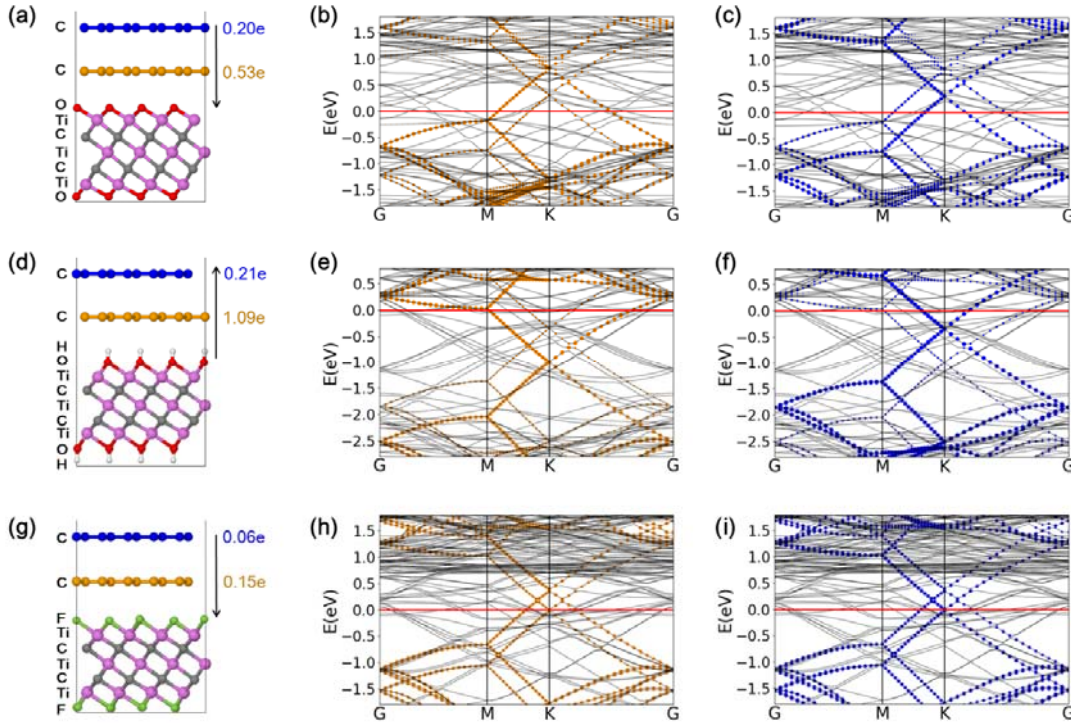 (a)
C
0.20e
C
0.53e
O
Ti
C
Ti
C
Ti
O
(b)
E(eV)
1.5
1.0
0.5
0.0
−0.5
−1.0
−1.5
G M K G
(c)
E(eV)
1.5
1.0
0.5
0.0
−0.5
−1.0
−1.5
G M K G
(d)
C
0.21e
C
1.09e
H
O
Ti
C
Ti
C
Ti
O
H
(e)
E(eV)
0.5
0.0
−0.5
−1.0
−1.5
−2.0
−2.5
G M K G
(f)
E(eV)
0.5
0.0
−0.5
−1.0
−1.5
−2.0
−2.5
G M K G
(g)
C
0.06e
C
0.15e
F
Ti
C
Ti
C
Ti
F
(h)
E(eV)
1.5
1.0
0.5
0.0
−0.5
−1.0
−1.5
G M K G
(i)
E(eV)
1.5
1.0
0.5
0.0
−0.5
−1.0
−1.5
G M K G